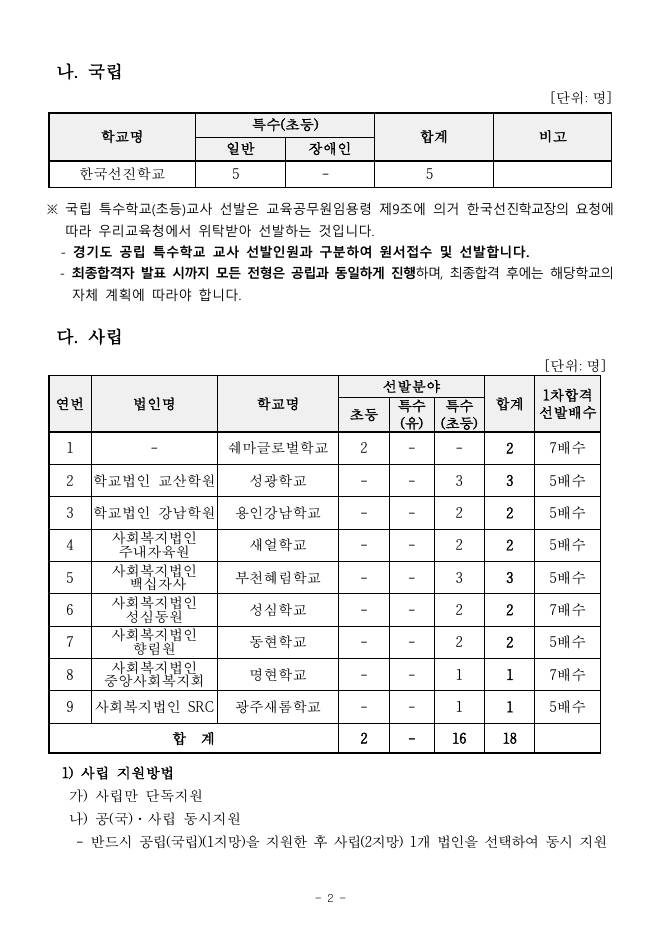 나. 국립
[단위: 명]
학교명 특수(초등) 합계 비고
일반 장애인
한국선진학교 5 - 5
※ 국립 특수학교(초등)교사 선발은 교육공무원임용령 제9조에 의거 한국선진학교장의 요청에
따라 우리교육청에서 위탁받아 선발하는 것입니다.
- 경기도 공립 특수학교 교사 선발인원과 구분하여 원서접수 및 선발합니다.
- 최종합격자 발표 시까지 모든 전형은 공립과 동일하게 진행하며, 최종합격 후에는 해당학교의
자체 계획에 따라야 합니다.
다. 사립
[단위: 명]
연번 법인명 학교명 선발분야 합계 1차합격
선발배수
초등 특수
(유) 특수
(초등)
1 - 쉐마글로벌학교 2 - - 2 7배수
2 학교법인 교산학원 성광학교 - - 3 3 5배수
3 학교법인 강남학원 용인강남학교 - - 2 2 5배수
4 사회복지법인
주내자육원 새얼학교 - - 2 2 5배수
5 사회복지법인
백십자사 부천혜림학교 - - 3 3 5배수
6 사회복지법인
성심동원 성심학교 - - 2 2 7배수
7 사회복지법인
향림원 동현학교 - - 2 2 5배수
8 사회복지법인
중앙사회복지회 명현학교 - - 1 1 7배수
9 사회복지법인 SRC 광주새롬학교 - - 1 1 5배수
합 계 2 - 16 18
1) 사립 지원방법
가) 사립만 단독지원
나) 공(국)·사립 동시지원
- 반드시 공립(국립)(1지망)을 지원한 후 사립(2지망) 1개 법인을 선택하여 동시 지원
- 2 -